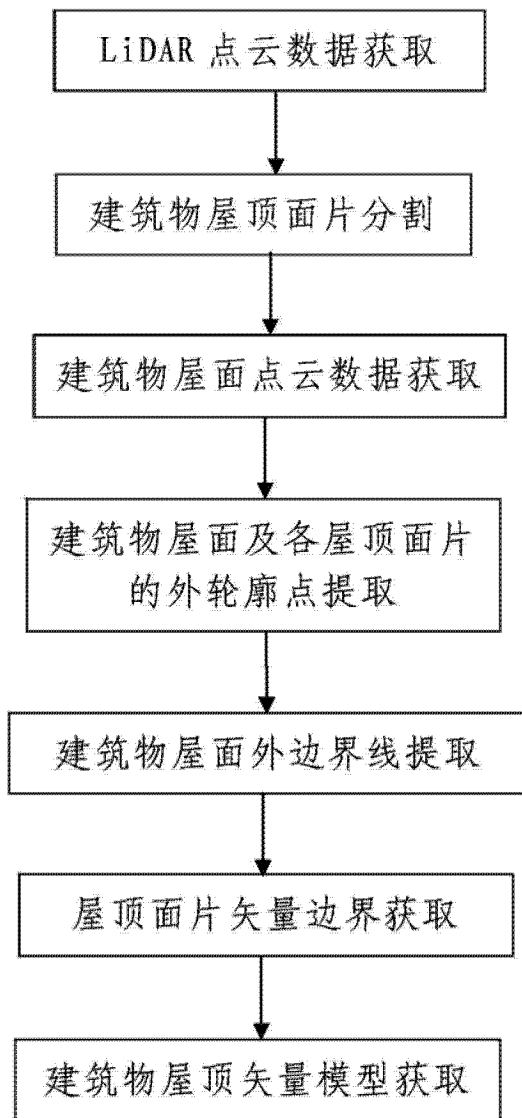 LiDAR 点云数据获取
建筑物屋顶面片分割
建筑物屋面点云数据获取
建筑物屋面及各屋顶面片
的外轮廓点提取
建筑物屋面外边界线提取
屋顶面片矢量边界获取
建筑物屋顶矢量模型获取